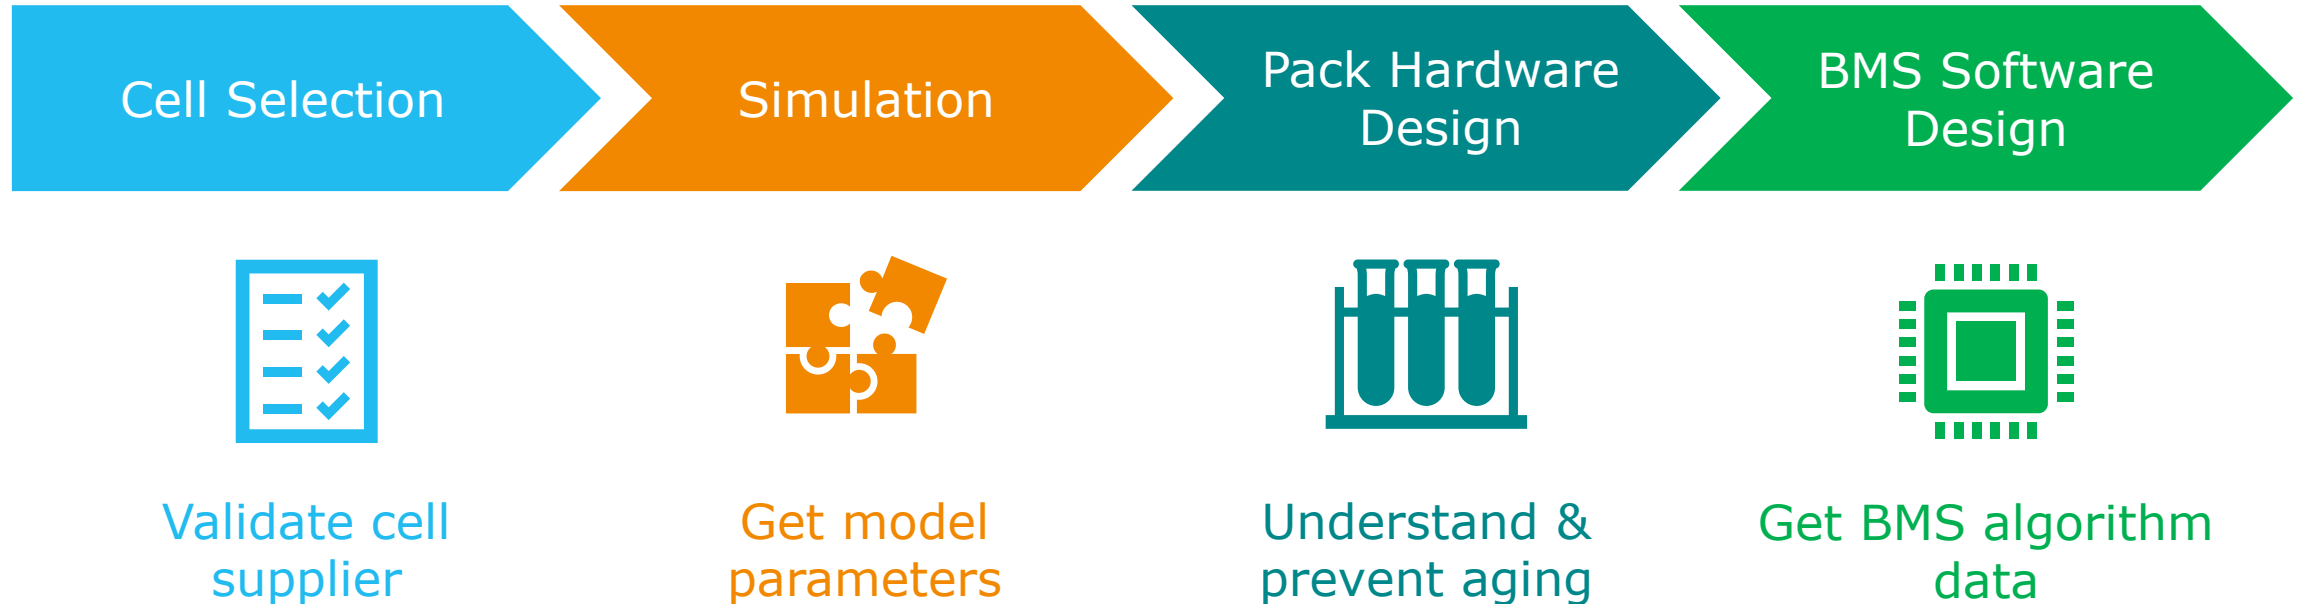 Cell Selection
Simulation
Pack Hardware
Design
BMS Software
Design
Validate cell
supplier
Get model
parameters
Understand &
prevent aging
Get BMS algorithm
data